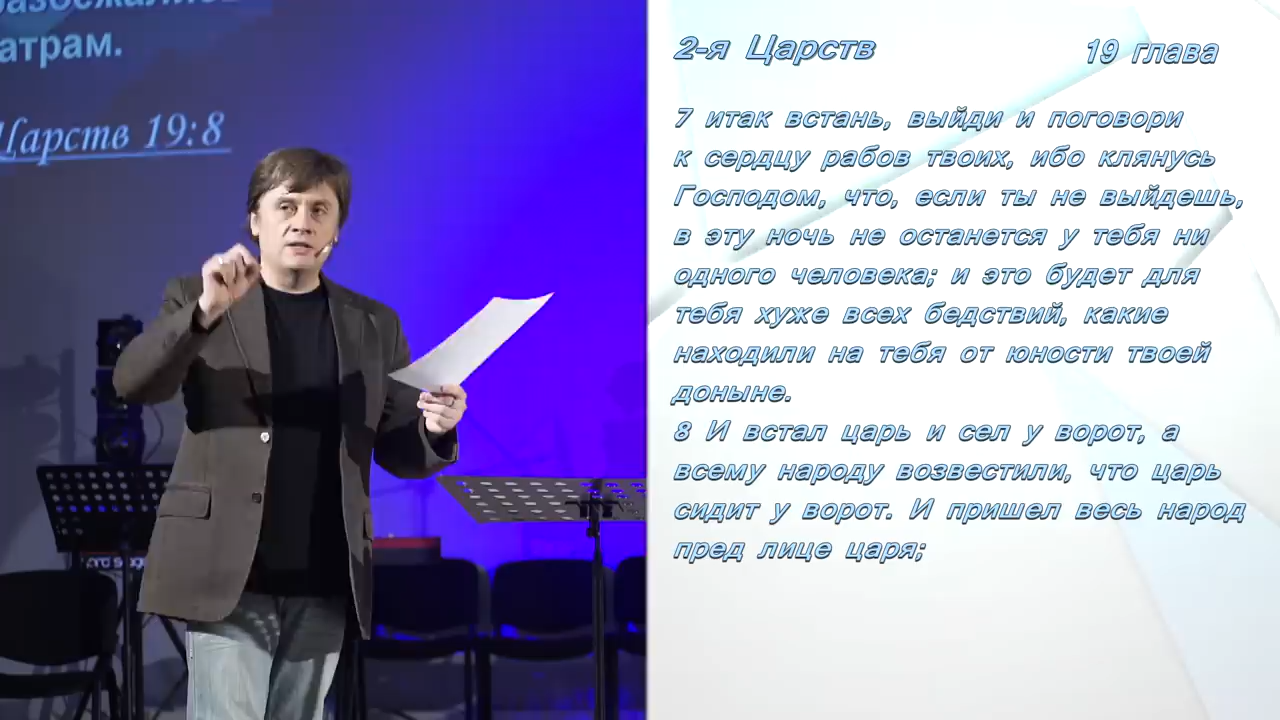 атрам.
Царств 19:8
2-я Царств 19 глава
7 итак встань, выйди и поговори
к сердцу рабов твоих, ибо клянусь
Господом, что, если ты не выйдешь,
в эту ночь не останется у тебя ни
одного человека; и это будет для
тебя хуже всех бедствий, какие
находили на тебя от юности твоей
доныне.
8 И встал царь и сел у ворот, а
всему народу возвестили, что царь
сидит у ворот. И пришел весь народ
пред лице царя;